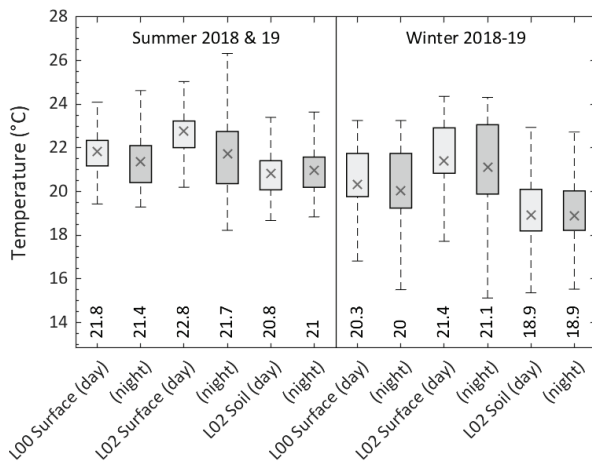 Summer 2018 & 19
Winter 2018-19
Temperature (°C)
28
26
24
22
20
18
16
14
21.8
21.4
22.8
21.7
20.8
21
20.3
20
21.4
21.1
18.9
18.9
L00 Surface (day)
(night)
L02 Surface (day)
(night)
L02 Soil (day)
(night)
L00 Surface (day)
(night)
L02 Surface (day)
(night)
L02 Soil (day)
(night)